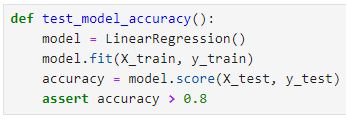 def test_model_accuracy():
    model = LinearRegression()
    model.fit(X_train, y_train)
    accuracy = model.score(X_test, y_test)
    assert accuracy > 0.8